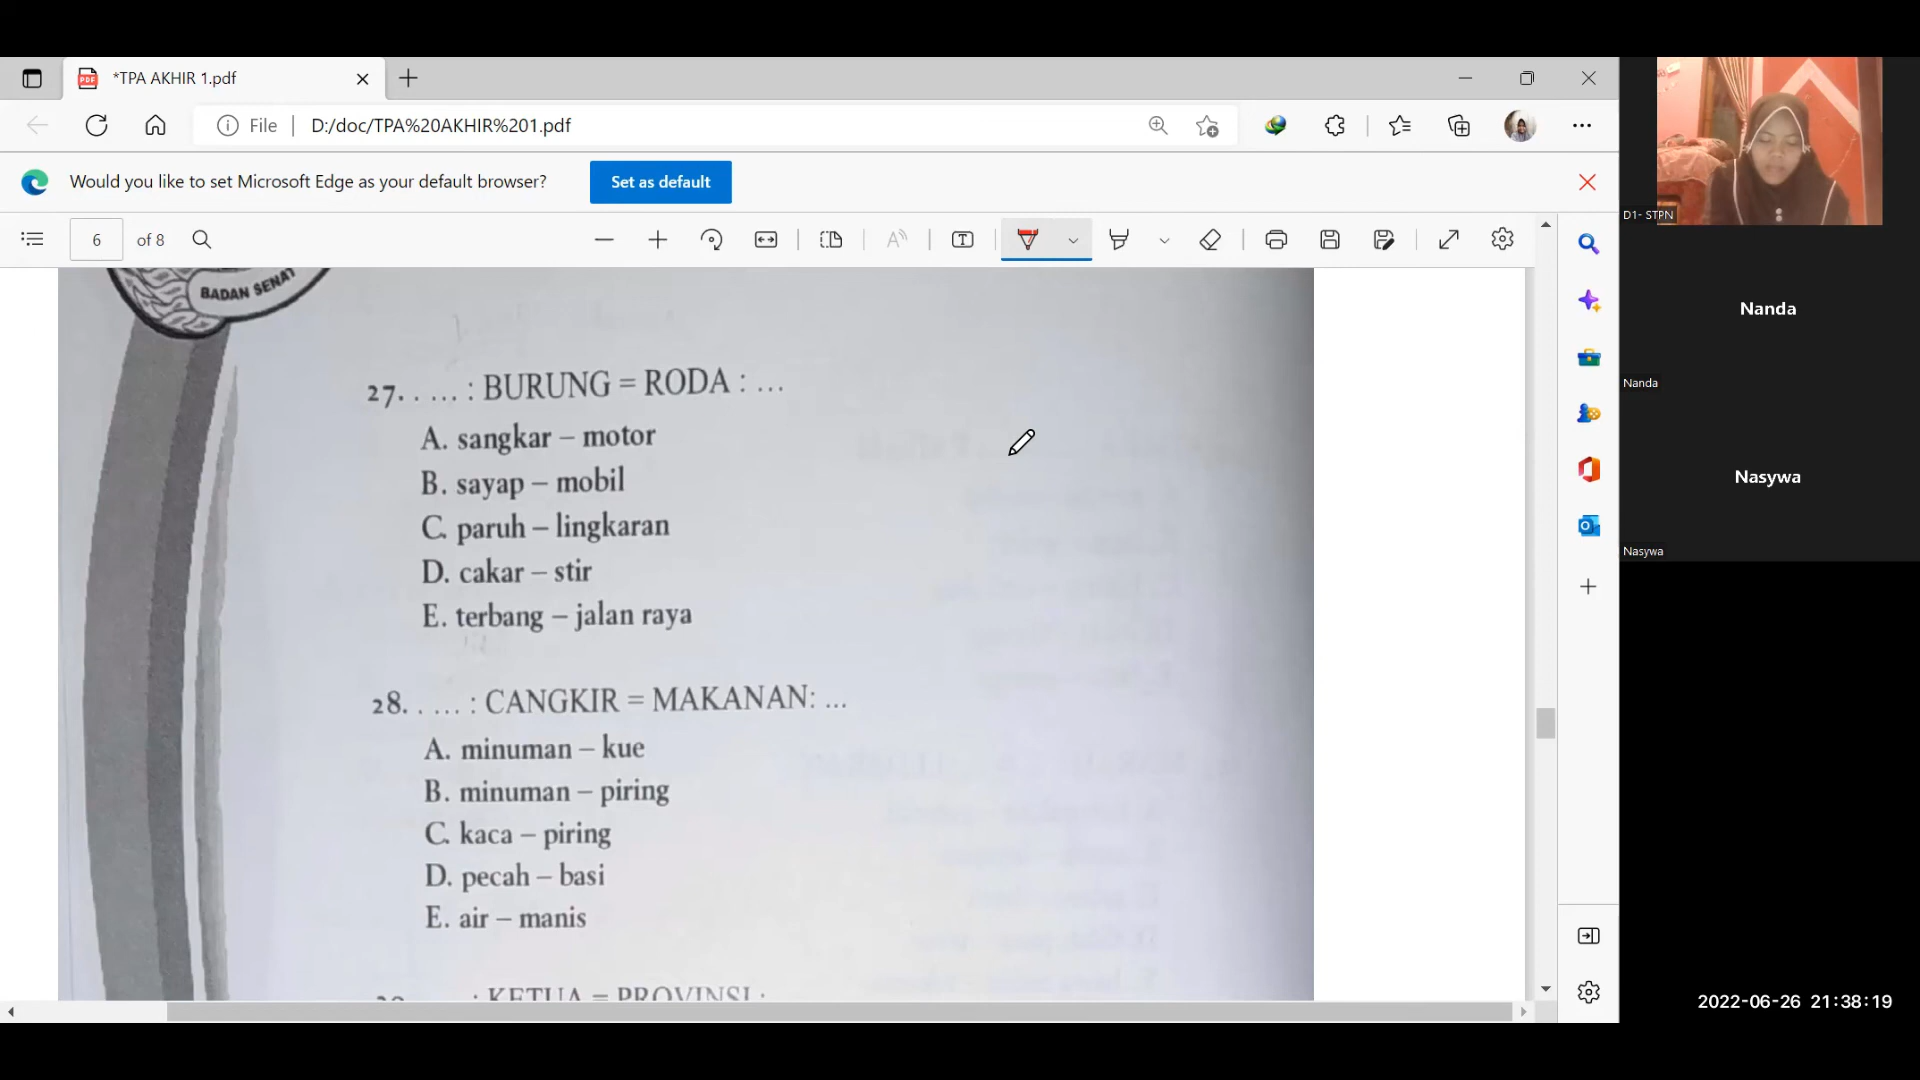 *TPA AKHIR 1.pdf
File
D:/doc/TPA%20AKHIR%201.pdf
Would you like to set Microsoft Edge as your default browser?
Set as default
6
of 8
BADAN SENAT
27. . ... : BURUNG = RODA : ...
A. sangkar – motor
B. sayap – mobil
C. paruh – lingkaran
D. cakar – stir
E. terbang – jalan raya
28. . ... : CANGKIR = MAKANAN: ...
A. minuman – kue
B. minuman – piring
C. kaca – piring
D. pecah – basi
E. air – manis
: KETUA = PROVINSI :
D1- STPN
Nanda
Nanda
Nasywa
Nasywa
2022-06-26 21:38:19